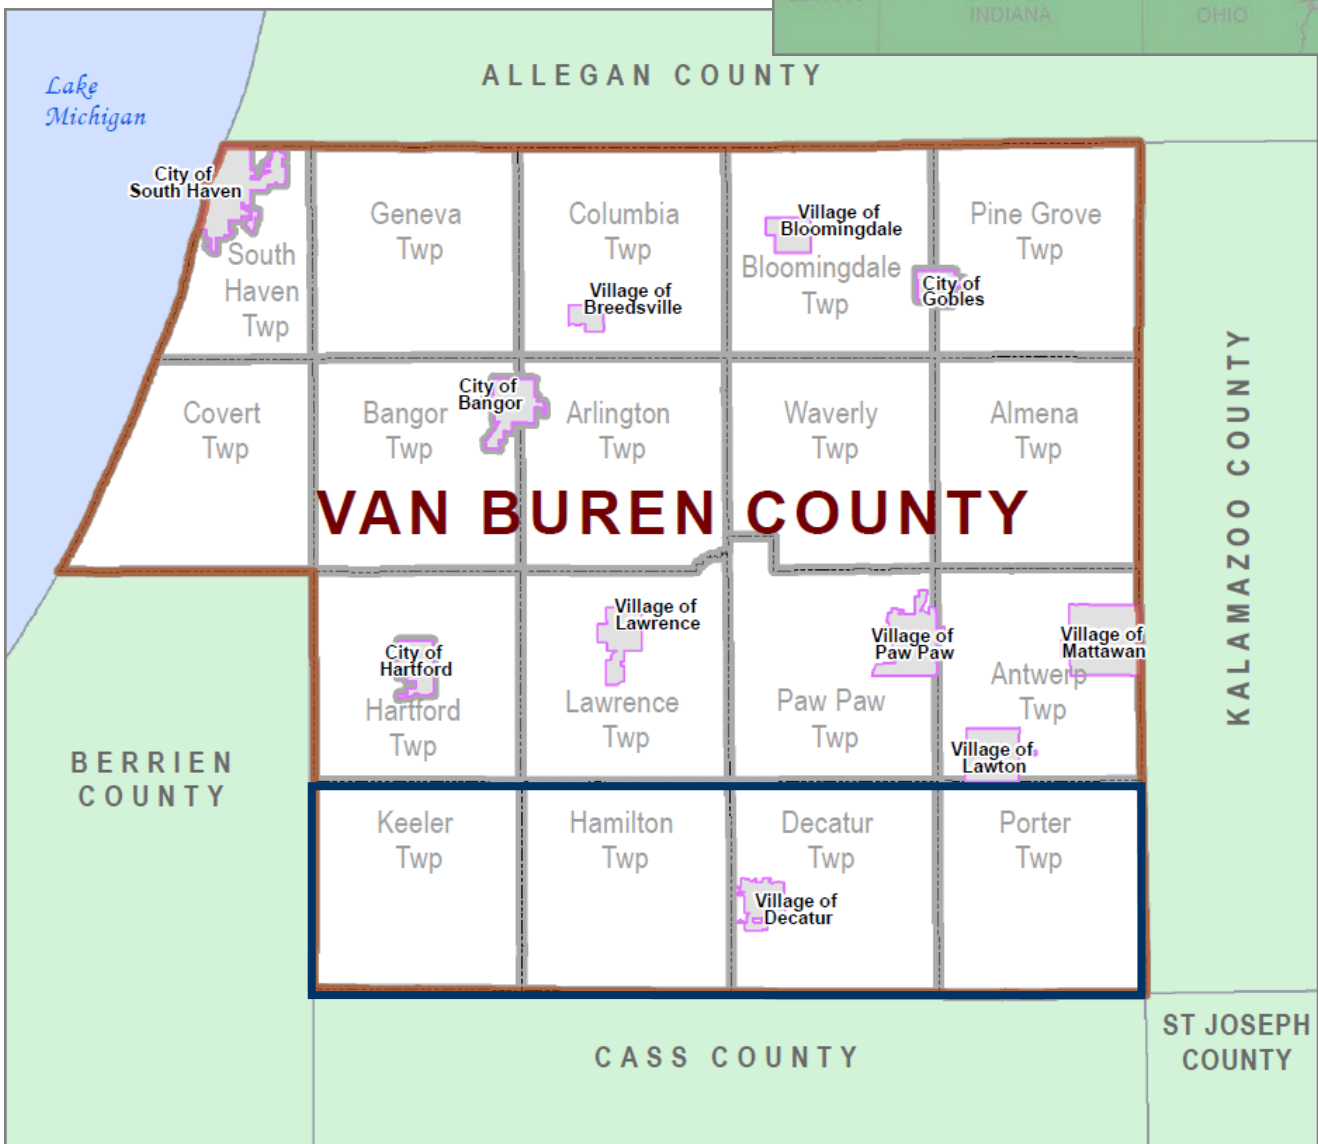 INDIANA
OHIO
ALLEGAN COUNTY
Lake
Michigan
City of
South Haven
South
Haven
Twp
Geneva
Twp
Columbia
Twp
Village of
Breedsville
Village of
Bloomingdale
Bloomingdale
Twp
Pine Grove
Twp
City of
Gobles
Covert
Twp
Bangor
Twp
City of
Bangor
Arlington
Twp
Waverly
Twp
Almena
Twp
VAN BUREN COUNTY
KALAMAZOO COUNTY
City of
Hartford
Hartford
Twp
Village of
Lawrence
Lawrence
Twp
Village of
Paw Paw
Paw Paw
Twp
Village of
Mattawan
Antwerp
Twp
Village of
Lawton
BERRIEN
COUNTY
Keeler
Twp
Hamilton
Twp
Decatur
Twp
Village of
Decatur
Porter
Twp
CASS COUNTY
ST JOSEPH
COUNTY